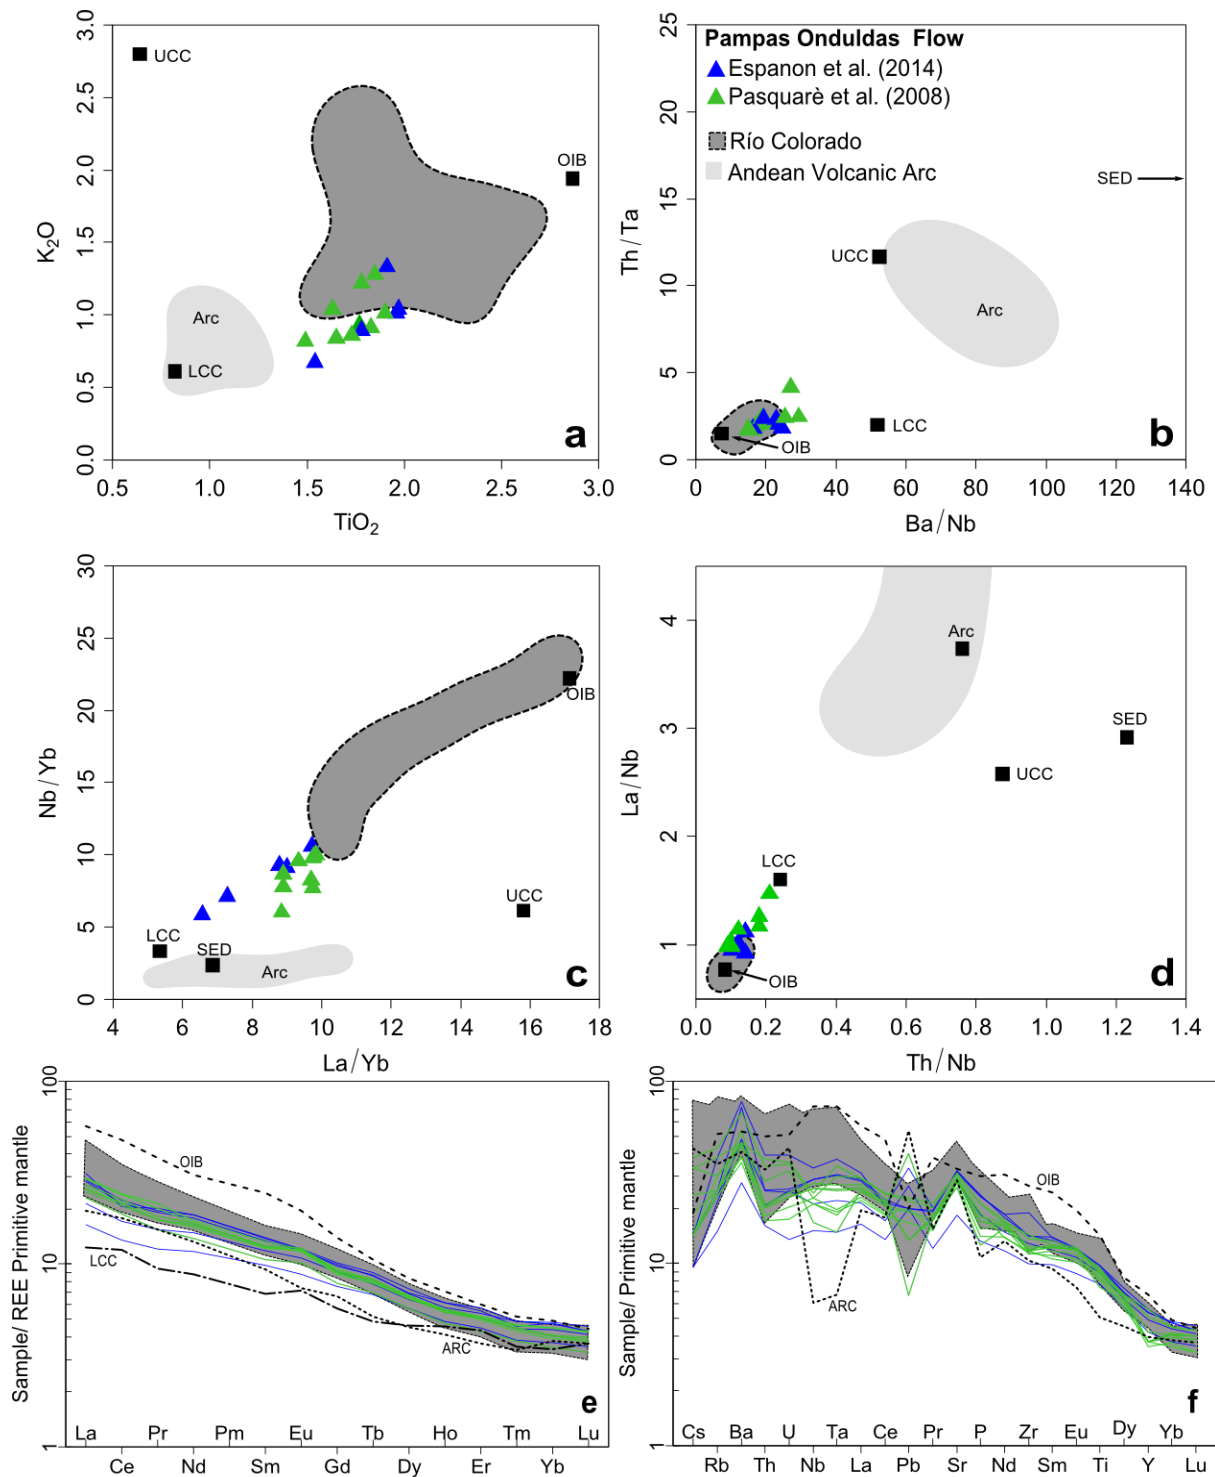 3.0
2.5
2.0
1.5
1.0
0.5
0.0
K2O
UCC
OIB
Arc
LCC
a
0.5 1.0 1.5 2.0 2.5 3.0
TiO2
25
20
15
10
5
0
Th/Ta
Pampas Onduldas Flow
Espanon et al. (2014)
Pasquarè et al. (2008)
Río Colorado
Andean Volcanic Arc
SED
UCC
Arc
LCC
OIB
b
0 20 40 60 80 100 120 140
Ba/Nb
30
25
20
15
10
5
0
Nb/Yb
OIB
UCC
LCC
SED
Arc
c
4 6 8 10 12 14 16 18
La/Yb
4
3
2
1
La/Nb
Arc
SED
UCC
LCC
OIB
d
0.0 0.2 0.4 0.6 0.8 1.0 1.2 1.4
Th/Nb
100
10
1
Sample/ REE Primitive mantle
OIB
LCC
ARC
e
La Pr Pm Eu Tb Ho Tm Lu
Ce Nd Sm Gd Dy Er Yb
100
10
1
Sample/ Primitive mantle
OIB
ARC
f
Cs Ba U Ta Ce Pr P Zr Eu Dy Yb
Rb Th Nb La Pb Sr Nd Sm Ti Y Lu